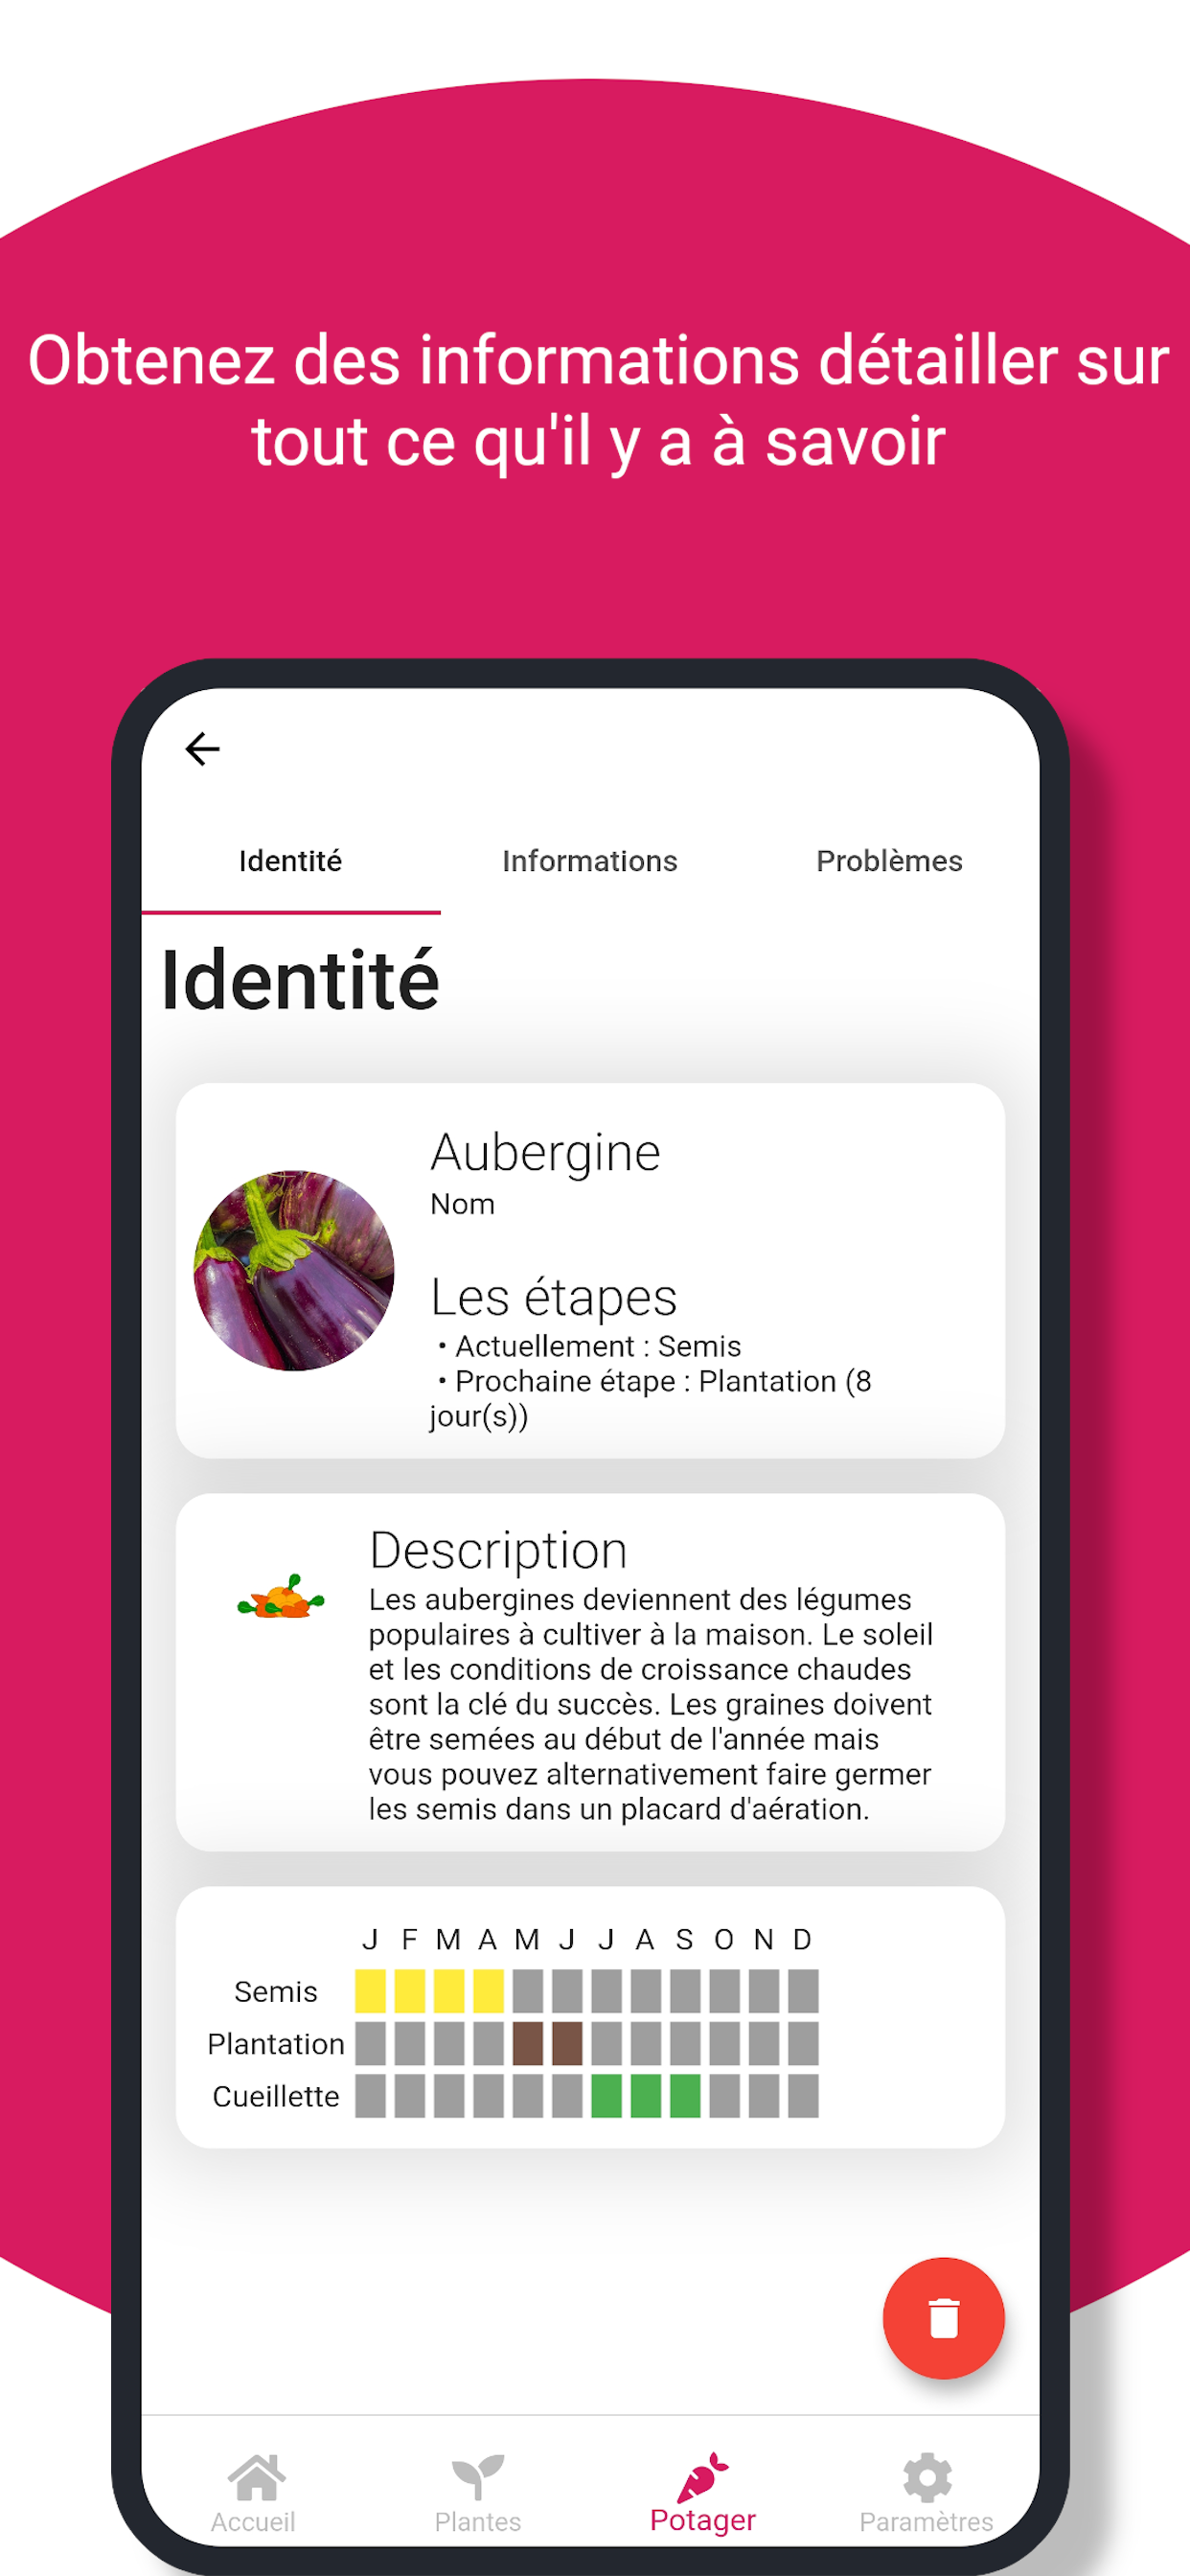 Obtenez des informations détailler sur
tout ce qu'il y a à savoir
Identité
Informations
Problèmes
Identité
Aubergine
Nom
Les étapes
• Actuellement : Semis
• Prochaine étape : Plantation (8
jour(s))
Description
Les aubergines deviennent des légumes
populaires à cultiver à la maison. Le soleil
et les conditions de croissance chaudes
sont la clé du succès. Les graines doivent
être semées au début de l'année mais
vous pouvez alternativement faire germer
les semis dans un placard d'aération.
J F M A M J J A S O N D
Semis
Plantation
Cueillette
Accueil
Plantes
Potager
Paramètres